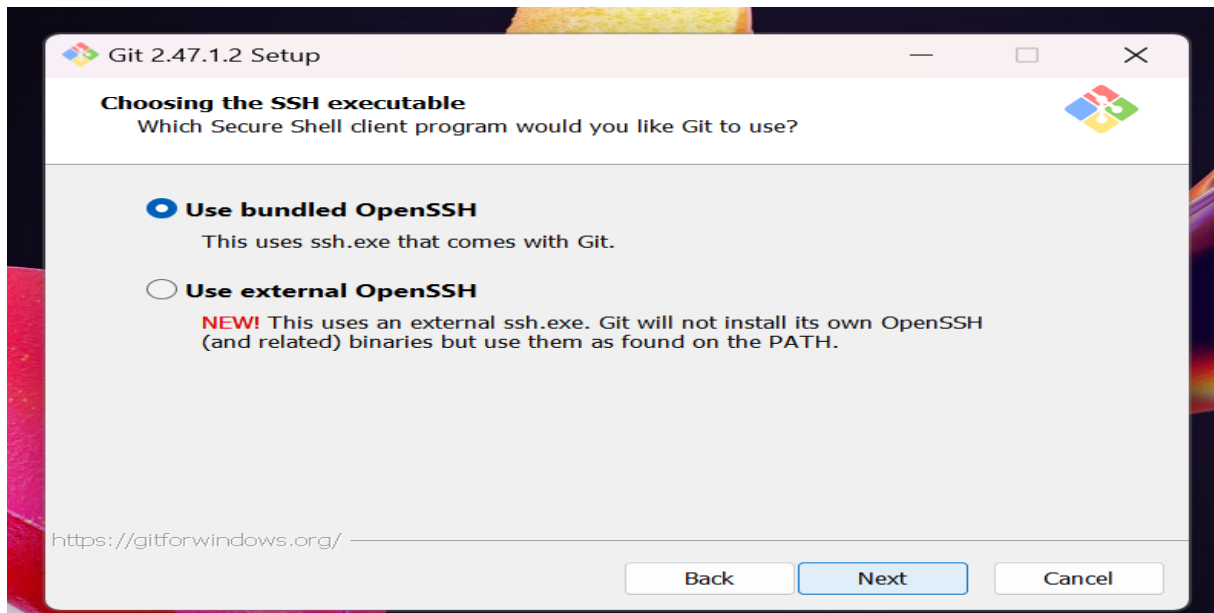 Git 2.47.1.2 Setup
Choosing the SSH executable
Which Secure Shell client program would you like Git to use?
Use bundled OpenSSH
This uses ssh.exe that comes with Git.
Use external OpenSSH
NEW! This uses an external ssh.exe. Git will not install its own OpenSSH
(and related) binaries but use them as found on the PATH.
https://gitforwindows.org/
Back Next Cancel